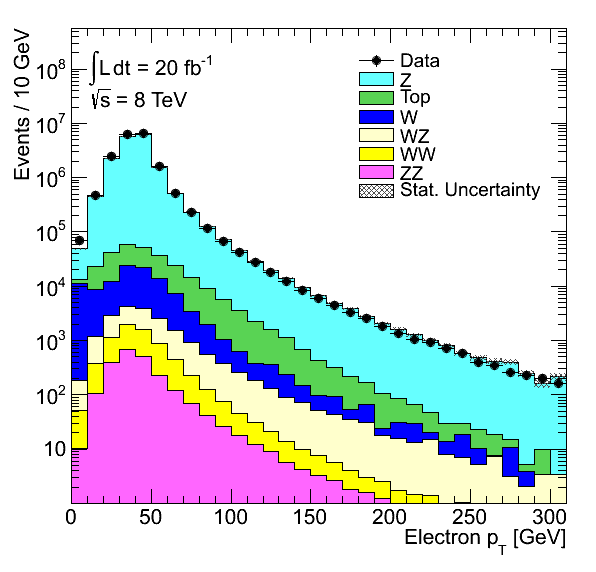 Events / 10 GeV
∫L dt = 20 fb⁻¹
√s = 8 TeV
Data
Z
Top
W
WZ
WW
ZZ
Stat. Uncertainty
10⁸
10⁷
10⁶
10⁵
10⁴
10³
10²
10
0 50 100 150 200 250 300
Electron p_T [GeV]